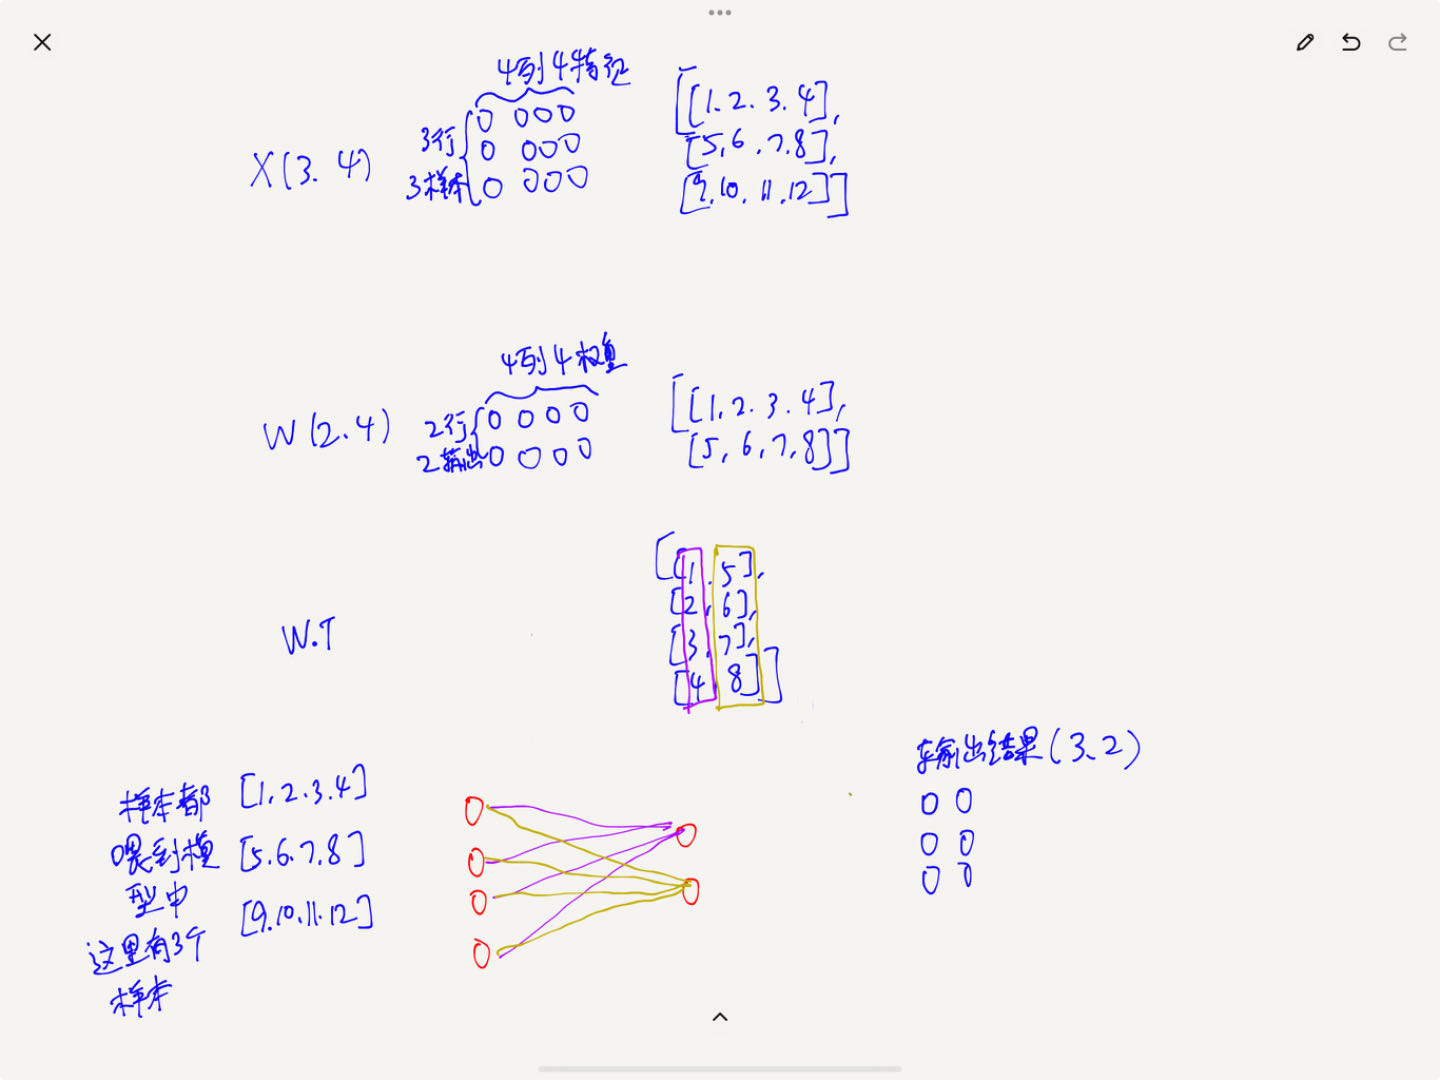 4列4特征
X(3.4)
3行
3样本
0 000
0 000
0 000
[[1.2.3.4],
[5,6,7.8],
[9,10,11,12]]
4列4权重
W(2.4)
2行
2输出
0 0 0 0
0 0 0 0
[[1,2.3.4],
[5,6,7,8]]
W.T
[[1,5],
[2,6],
[3,7],
[4,8]]
样本都
喂到模
型中
这里有3个
样本
[1,2.3.4]
[5.6.7.8]
[9.10.11.12]
输出结果(3.2)
0 0
0 0
0 0